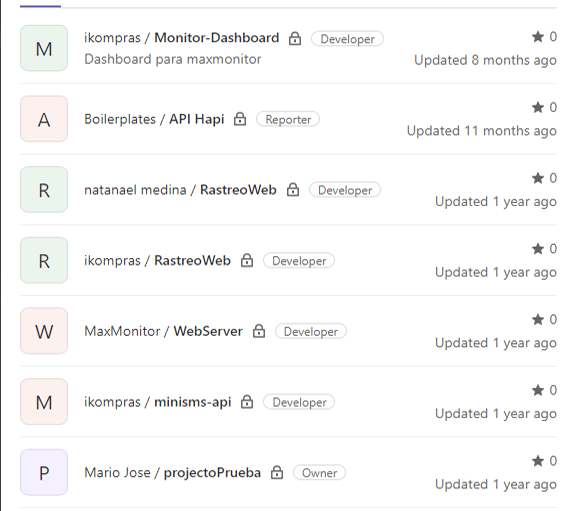 M
ikompras / Monitor-Dashboard Developer 0
Dashboard para maxmonitor Updated 8 months ago
A
Boilerplates / API Hapi Reporter 0
Updated 11 months ago
R
natanael medina / RastreoWeb Developer 0
Updated 1 year ago
R
ikompras / RastreoWeb Developer 0
Updated 1 year ago
W
MaxMonitor / WebServer Developer 0
Updated 1 year ago
M
ikompras / minisms-api Developer 0
Updated 1 year ago
P
Mario Jose / projectoPrueba Owner 0
Updated 1 year ago